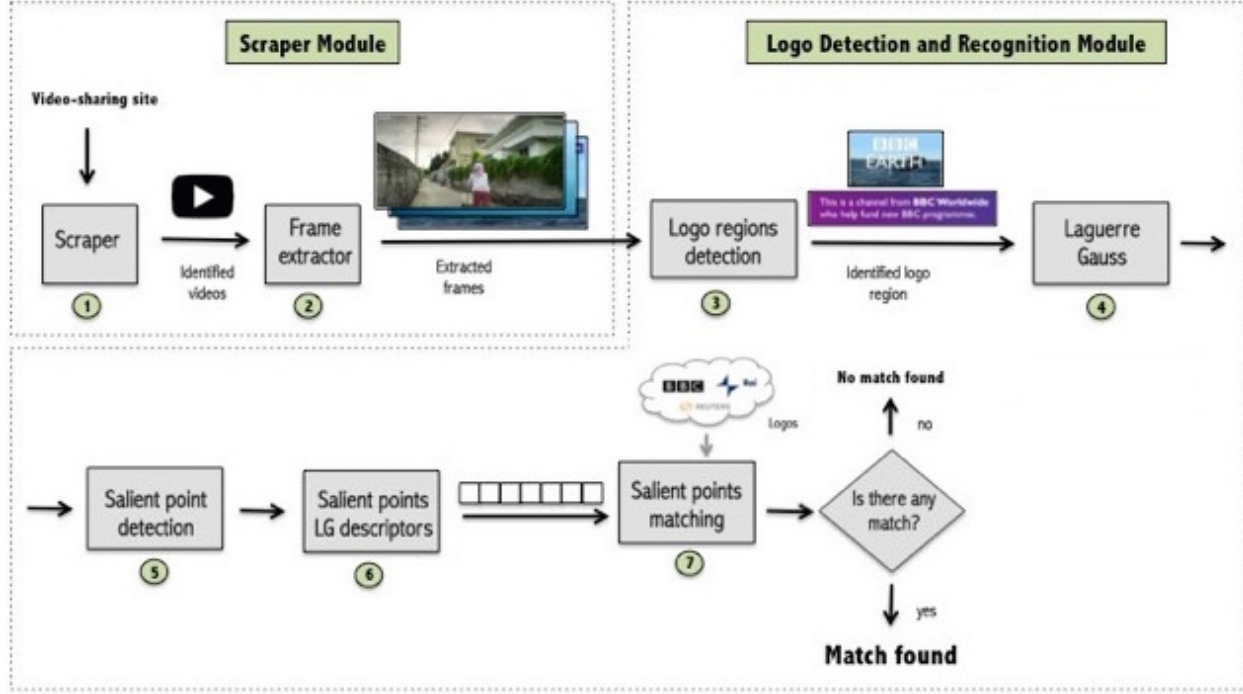 Scraper Module
Logo Detection and Recognition Module
Video-sharing site
Scraper
1
Identified
videos
Frame
extractor
2
Extracted
frames
Logo regions
detection
3
BBC
EARTH
This is a channel from BBC Worldwide
who help fund new BBC programme.
Identified logo
region
Laguerre
Gauss
4
Salient point
detection
5
Salient points
LG descriptors
6
BBC
Rai
REUTERS
Logos
Salient points
matching
7
No match found
no
Is there any
match?
yes
Match found